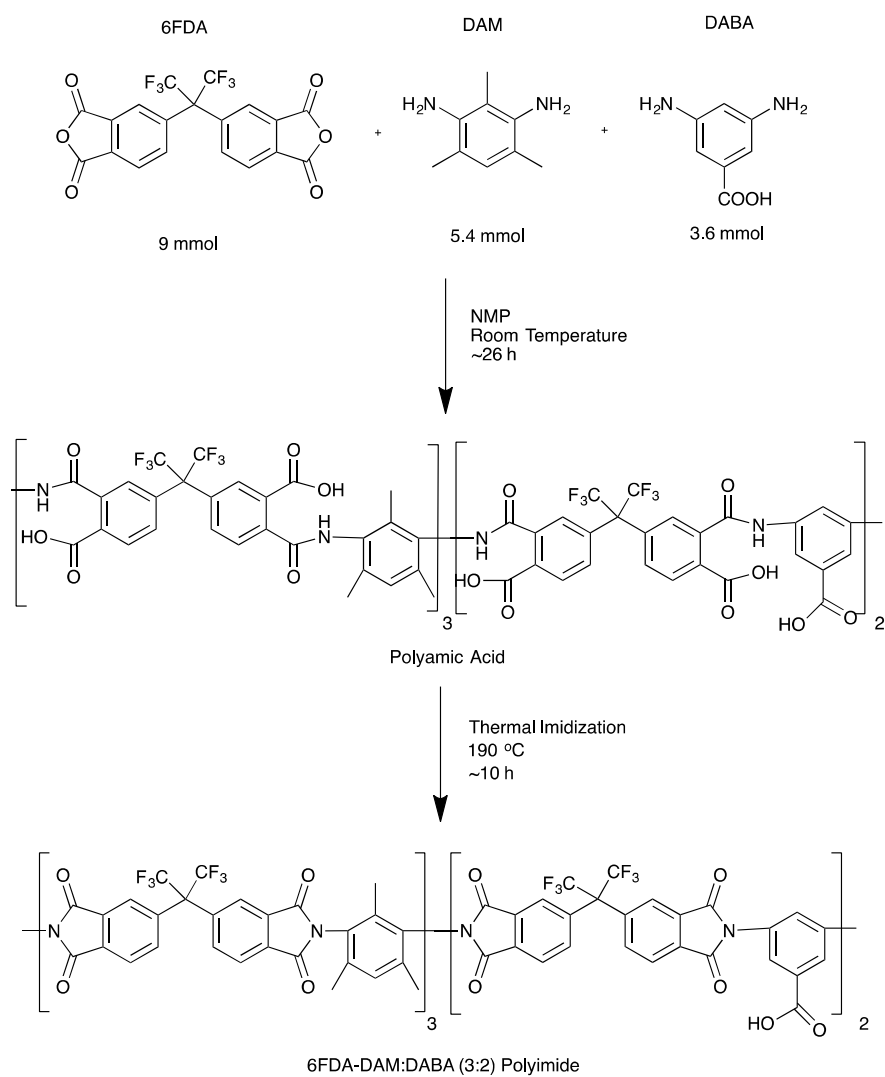 6FDA DAM DABA
O F₃C CF₃ O
H₂N NH₂ H₂N NH₂
O + + O
O O COOH
9 mmol 5.4 mmol 3.6 mmol
NMP
Room Temperature
~26 h
O F₃C CF₃ O O F₃C CF₃ O
NH OH NH N
H
HO O O N
H
HO O O OH HO O
3 2
Polyamic Acid
Thermal Imidization
190 °C
~10 h
O F₃C CF₃ O O F₃C CF₃ O
N N N N
O O O O HO O
3 2
6FDA-DAM:DABA (3:2) Polyimide